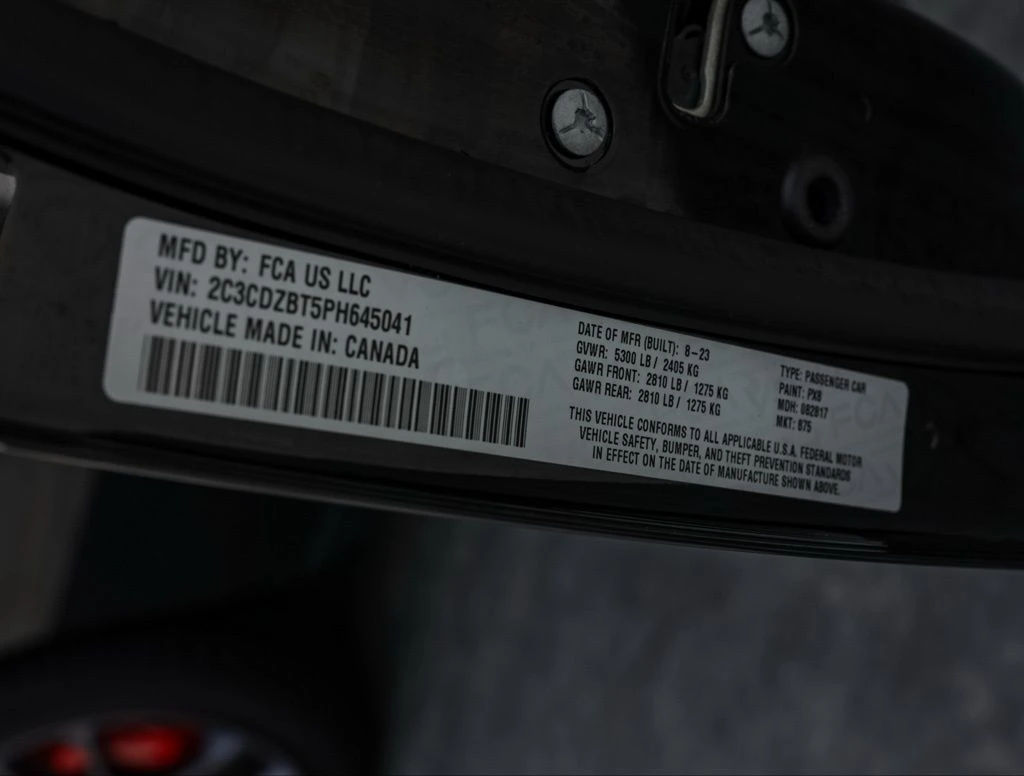 MFD BY: FCA US LLC
VIN: 2C3CDZBT5PH645041
VEHICLE MADE IN: CANADA
DATE OF MFR (BUILT): 8-23
GVWR: 5300 LB / 2405 KG
GAWR FRONT: 2810 LB / 1275 KG
GAWR REAR: 2810 LB / 1275 KG
TYPE: PASSENGER CAR
PAINT: PX8
MDH: 082817
MKT: B75
THIS VEHICLE CONFORMS TO ALL APPLICABLE U.S.A. FEDERAL MOTOR
VEHICLE SAFETY, BUMPER, AND THEFT PREVENTION STANDARDS
IN EFFECT ON THE DATE OF MANUFACTURE SHOWN ABOVE.